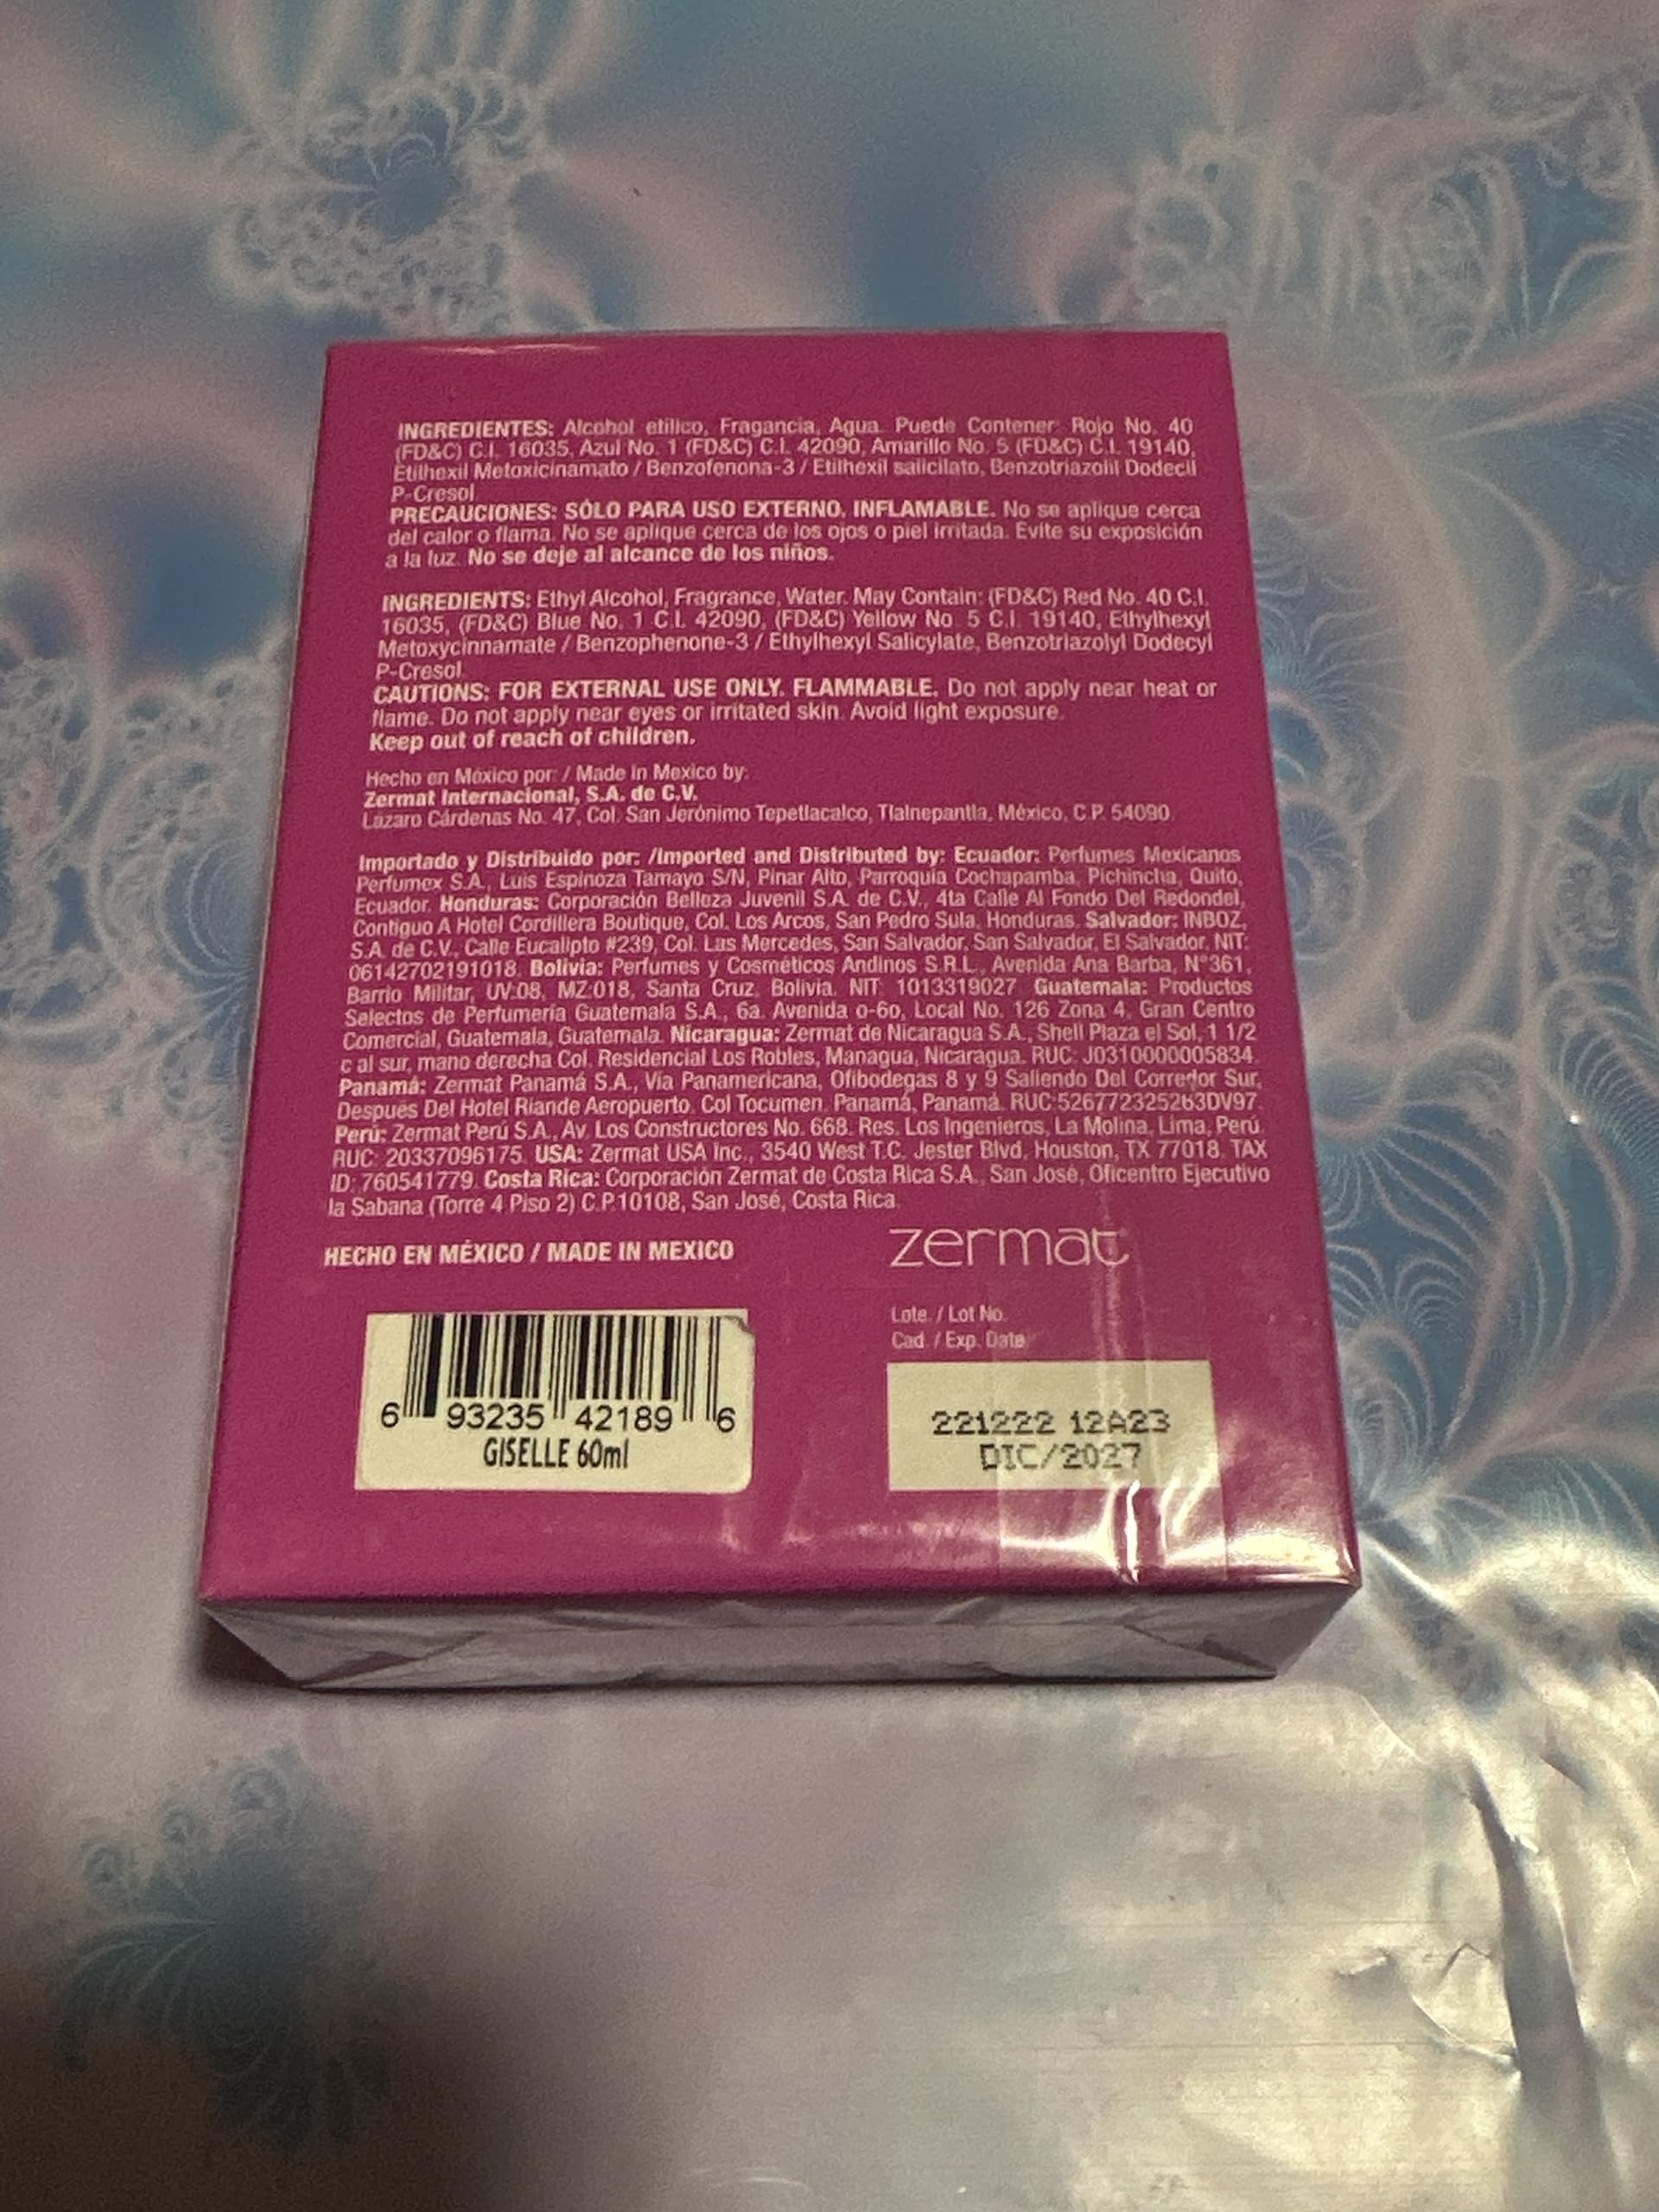 INGREDIENTES: Alcohol etílico, Fragancia, Agua. Puede Contener: Rojo No. 40
(FD&C) C.I. 16035, Azul No. 1 (FD&C) C.I. 42090, Amarillo No. 5 (FD&C) C.I. 19140,
Etilhexil Metoxicinamato / Benzofenona-3 / Etilhexil salicilato, Benzotriazolil Dodecil
P-Cresol
PRECAUCIONES: SÓLO PARA USO EXTERNO. INFLAMABLE. No se aplique cerca
del calor o flama. No se aplique cerca de los ojos o piel irritada. Evite su exposición
a la luz. No se deje al alcance de los niños.
INGREDIENTS: Ethyl Alcohol, Fragrance, Water. May Contain: (FD&C) Red No. 40 C.I.
16035, (FD&C) Blue No. 1 C.I. 42090, (FD&C) Yellow No. 5 C.I. 19140, Ethylhexyl
Metoxycinnamate / Benzophenone-3 / Ethylhexyl Salicylate, Benzotriazolyl Dodecyl
P-Cresol.
CAUTIONS: FOR EXTERNAL USE ONLY. FLAMMABLE. Do not apply near heat or
flame. Do not apply near eyes or irritated skin. Avoid light exposure.
Keep out of reach of children.
Hecho en México por: / Made in Mexico by:
Zermat Internacional, S.A. de C.V.
Lázaro Cárdenas No. 47, Col. San Jerónimo Tepetlacalco, Tlalnepantla, México, C.P. 54090
Importado y Distribuido por: /Imported and Distributed by: Ecuador: Perfumes Mexicanos
Perfumex S.A., Luis Espinoza Tamayo S/N, Pinar Alto, Parroquia Cochapamba, Pichincha, Quito,
Ecuador. Honduras: Corporación Belleza Juvenil S.A. de C.V., 4ta Calle Al Fondo Del Redondel,
Contiguo A Hotel Cordillera Boutique, Col. Los Arcos, San Pedro Sula, Honduras. Salvador: INBOZ,
S.A. de C.V., Calle Eucalipto #239, Col. Las Mercedes, San Salvador, San Salvador, El Salvador. NIT:
06142702191018. Bolivia: Perfumes y Cosméticos Andinos S.R.L., Avenida Ana Barba, N°361,
Barrio Militar, UV:08, MZ:018, Santa Cruz, Bolivia. NIT: 1013319027 Guatemala: Productos
Selectos de Perfumería Guatemala S.A., 6a. Avenida 0-60, Local No. 126 Zona 4, Gran Centro
Comercial, Guatemala, Guatemala. Nicaragua: Zermat de Nicaragua S.A., Shell Plaza el Sol, 1 1/2
c al sur, mano derecha Col. Residencial Los Robles, Managua, Nicaragua. RUC: J0310000005834.
Panamá: Zermat Panamá S.A., Vía Panamericana, Ofibodegas 8 y 9 Saliendo Del Corredor Sur,
Después Del Hotel Riande Aeropuerto. Col Tocumen. Panamá, Panamá. RUC:526772325263DV97.
Perú: Zermat Perú S.A., Av. Los Constructores No. 668. Res. Los Ingenieros, La Molina, Lima, Perú.
RUC: 20337096175. USA: Zermat USA Inc., 3540 West T.C. Jester Blvd, Houston, TX 77018. TAX
ID: 760541779. Costa Rica: Corporación Zermat de Costa Rica S.A., San José, Oficentro Ejecutivo
la Sabana (Torre 4 Piso 2) C.P.10108, San José, Costa Rica.
zermat
HECHO EN MÉXICO / MADE IN MEXICO
Lote. / Lot No.
Cad. / Exp. Date
6 93235 42189 6
GISELLE 60ml
221222 12A23
DIC/2027